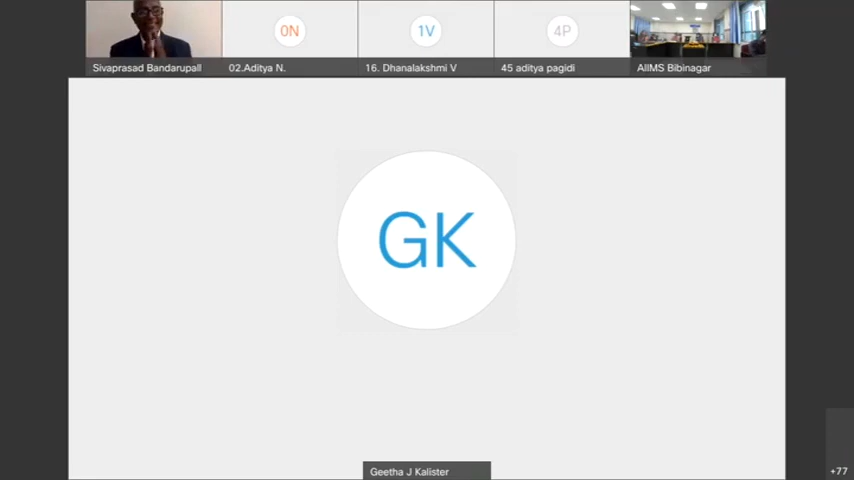 0N
1V
4P
Sivaprasad Bandarupall
02.Aditya N.
16. Dhanalakshmi V
45 aditya pagidi
AIIMS Bibinagar
GK
Geetha J Kalister
+77